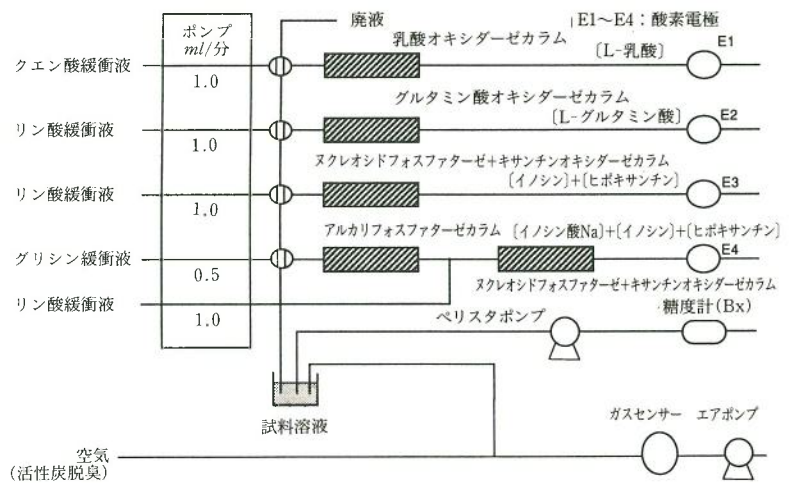 廃液
E1～E4：酸素電極
ポンプ
ml/分
乳酸オキシダーゼカラム
E1
〔L-乳酸〕
クエン酸緩衝液
1.0
グルタミン酸オキシダーゼカラム
〔L-グルタミン酸〕
E2
リン酸緩衝液
1.0
ヌクレオシドフォスファターゼ+キサンチンオキシダーゼカラム
〔イノシン〕+〔ヒポキサンチン〕
E3
リン酸緩衝液
1.0
アルカリフォスファターゼカラム
〔イノシン酸Na〕+〔イノシン〕+〔ヒポキサンチン〕
E4
グリシン緩衝液
0.5
ヌクレオシドフォスファターゼ+キサンチンオキシダーゼカラム
リン酸緩衝液
1.0
ペリスタポンプ
糖度計(Bx)
試料溶液
ガスセンサー
エアポンプ
空気
(活性炭脱臭)